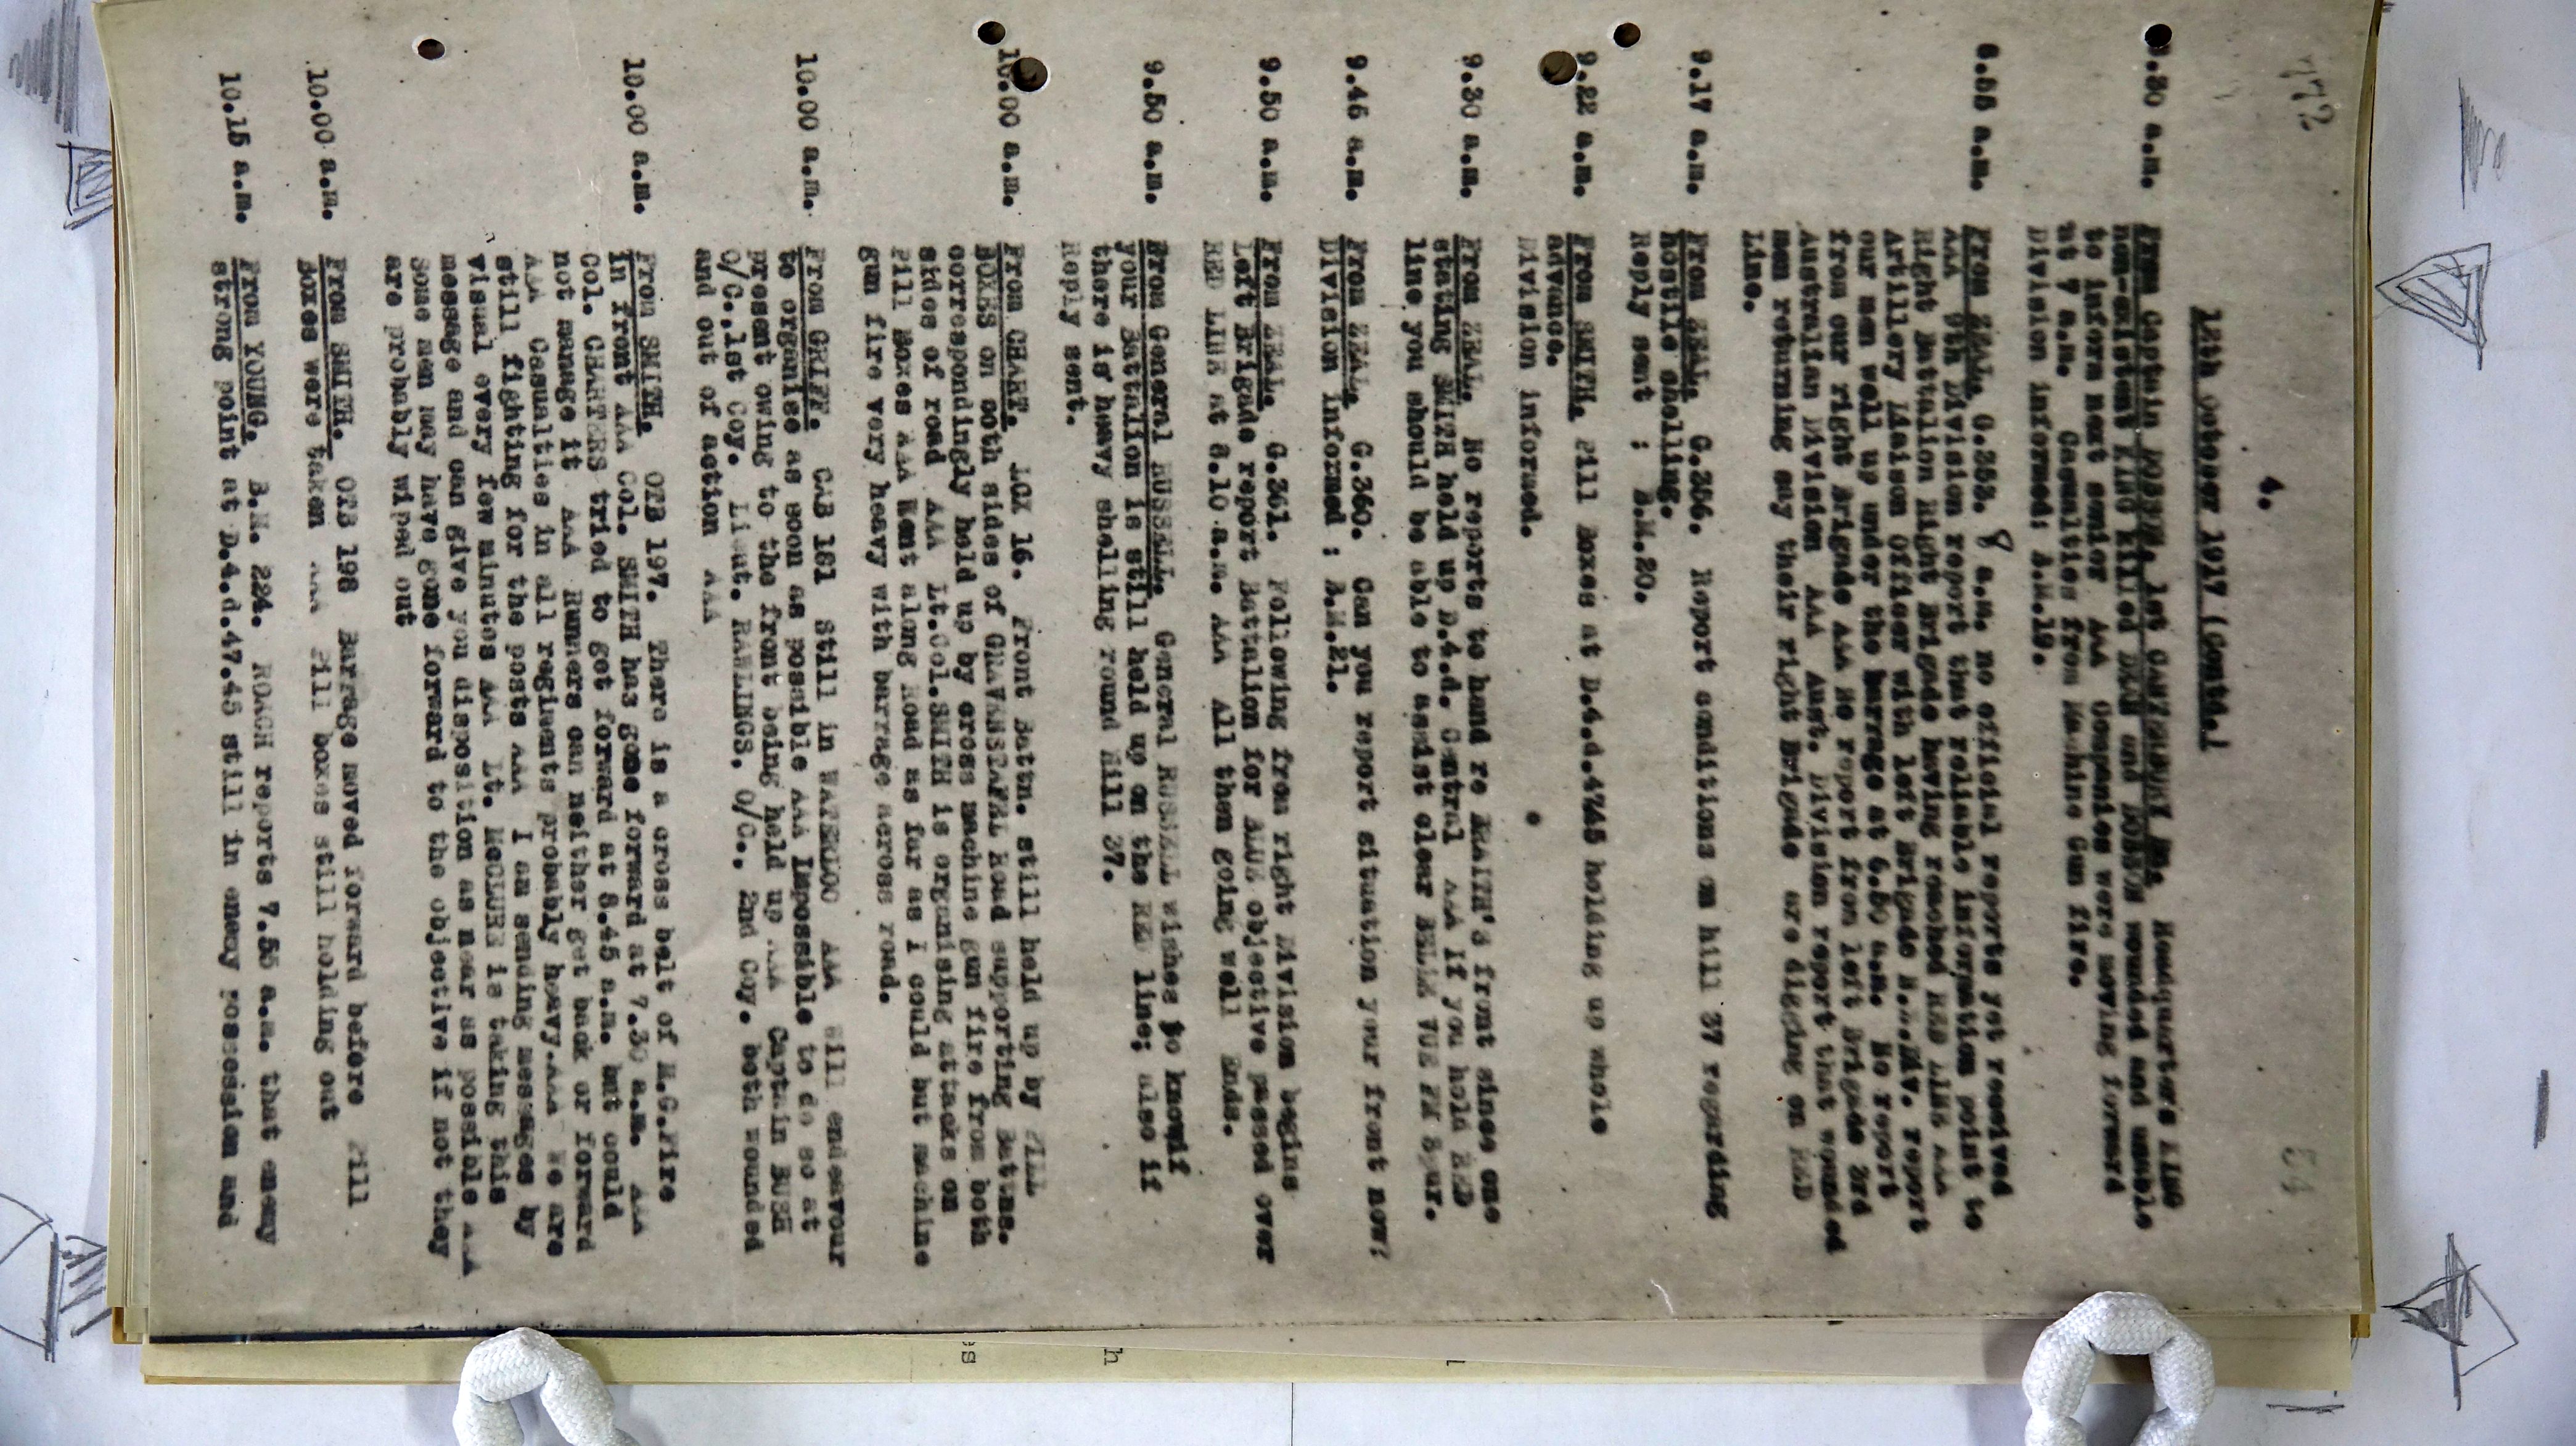 772
4.
54
12th October 1917 (Contd.)
8.30 a.m. From Captain DOBSON. 1st CANTERBURY Bn. Headquarter's KING
non-existent KING killed DEAN and DOBSON wounded and unable
to inform next senior AAA Companies were moving forward
at 7 a.m. Casualties from Machine Gun fire.
Division informed: B.M.19.
8.55 a.m. From ZEAL. G.353. 8 a.m. no official reports yet received
AAA 9th Division report that reliable information point to
Right Battalion Right Brigade having reached RED LINE AAA
Artillery Liaison Officer with left Brigade N.Z.Div. report
our men well up under the barrage at 6.50 a.m. No report
from our right Brigade AAA No report from left Brigade 3rd
Australian Division AAA Aust. Division report that wounded
men returning say their right Brigade are digging on RED
Line.
9.17 a.m. From ZEAL. G.356. Report conditions on hill 37 regarding
hostile shelling.
Reply sent : B.M.20.
9.22 a.m. From SMITH. Pill Boxes at D.4.d.4745 holding up whole
advance.
Division informed.
9.30 a.m. From ZEAL. No reports to hand re KRAITH'S front since one
stating SMITH held up D.4.d. Central AAA If you hold RED
line you should be able to assist clear BELLE VUE FM Spur.
9.45 a.m. From ZEAL. G.360. Can you report situation your front now?
Division informed : B.M.21.
9.50 a.m. From ZEAL. G.361. Following from right Division begins
Left Brigade report Battalion for BLUE objective passed over
RED LINE at 8.10 a.m. AAA All then going well Ends.
9.50 a.m. From General RUSSELL. General RUSSELL wishes to knowif
your Battalion is still held up on the RED line; also if
there is heavy shelling round Hill 37.
Reply sent.
10.00 a.m. From CHART. LCX 16. Front Battn. still held up by PILL
BOXES on both sides of GRAVENSTAFEL Road supporting Battns.
correspondingly held up by cross machine gun fire from both
sides of road AAA Lt.Col.SMITH is organising attacks on
Pill Boxes AAA Went along Road as far as I could but machine
gun fire very heavy with barrage across road.
10.00 a.m. From GRIFF. CAB 161 Still in WATERLOO AAA Will endeavour
to organise as soon as possible AAA Impossible to do so at
present owing to the front being held up AAA Captain BUSH
O/C.,1st Coy. Lieut. RAWLINGS. O/C., 2nd Coy. both wounded
and out of action AAA
10.00 a.m. From SMITH. OTB 197. There is a cross belt of M.G.Fire
in front AAA Col. SMITH has gone forward at 7.30 a.m. AAA
Col. CHARTERS tried to get forward at 8.45 a.m. but could
not manage it AAA Runners can neither get back or forward
AAA Casualties in all regiments probably heavy.AAA We are
still fighting for the posts AAA I am sending messages by
visual every few minutes AAA Lt. McCLURE is taking this
message and can give you disposition as near as possible AAA
Some men may have gone forward to the objective if not they
are probably wiped out
10.00 a.m. From SMITH. OTB 198 Barrage moved forward before Pill
Boxes were taken AAA Pill boxes still holding out
10.15 a.m. From YOUNG. B.M. 224. ROACH reports 7.55 a.m. that enemy
strong point at D.4.d.47.45 still in enemy possession and